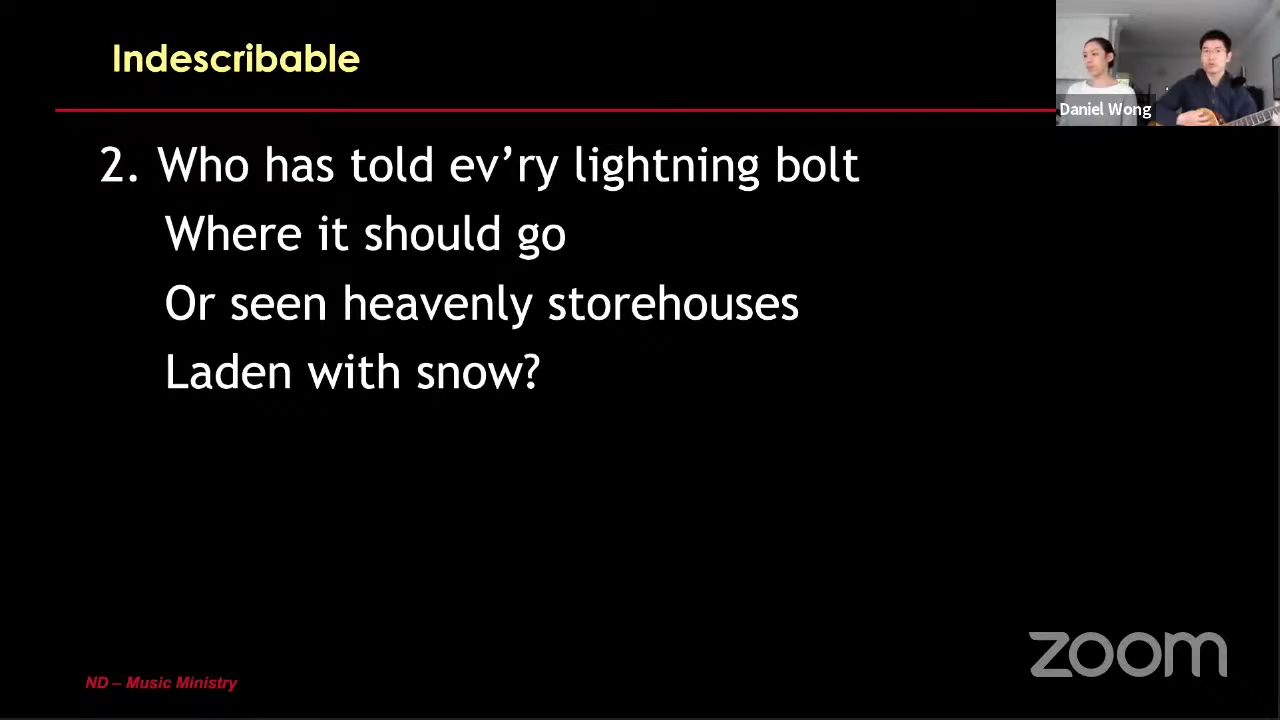 Indescribable
Daniel Wong
2. Who has told ev’ry lightning bolt
Where it should go
Or seen heavenly storehouses
Laden with snow?
ND – Music Ministry
zoom